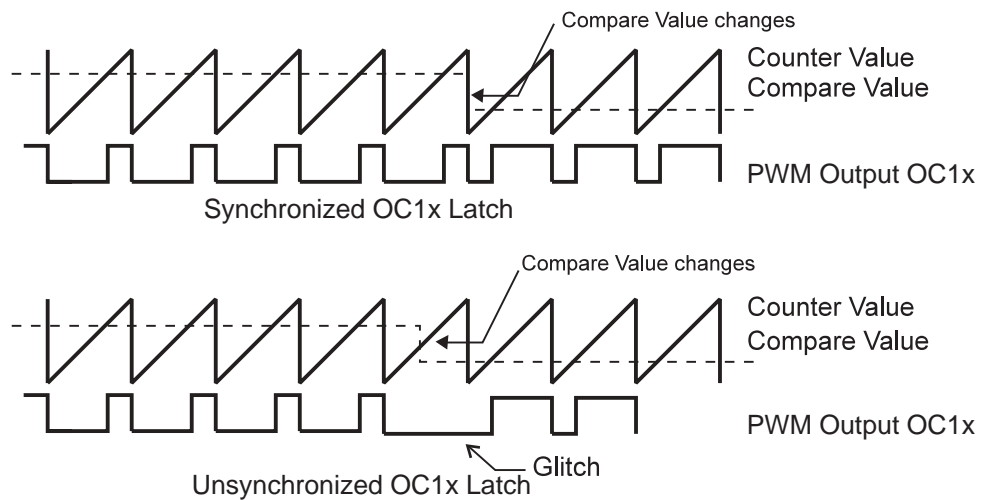 Compare Value changes
Counter Value
Compare Value
PWM Output OC1x
Synchronized OC1x Latch
Compare Value changes
Counter Value
Compare Value
PWM Output OC1x
Glitch
Unsynchronized OC1x Latch